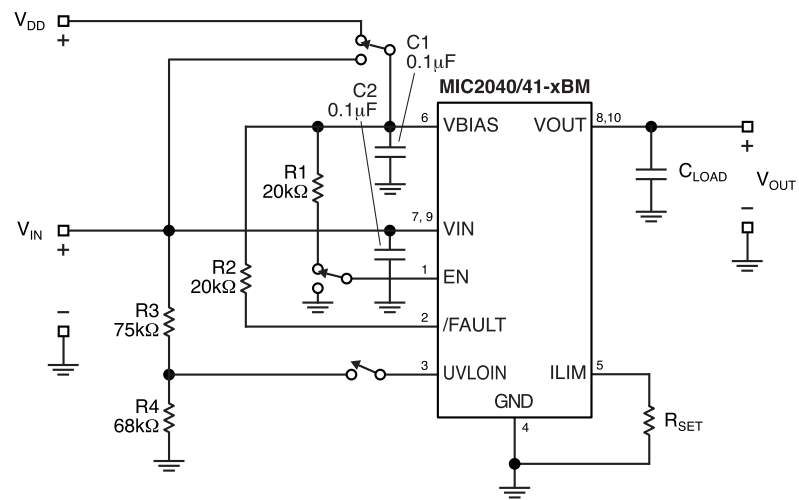 VDD
+
C1
0.1µF
C2
0.1µF
MIC2040/41-xBM
6
VBIAS
VOUT
8,10
R1
20kΩ
CLOAD
+
VOUT
−
VIN
+
7, 9
VIN
R2
20kΩ
1
EN
−
R3
75kΩ
2
/FAULT
3
UVLOIN
ILIM
5
R4
68kΩ
GND
4
RSET